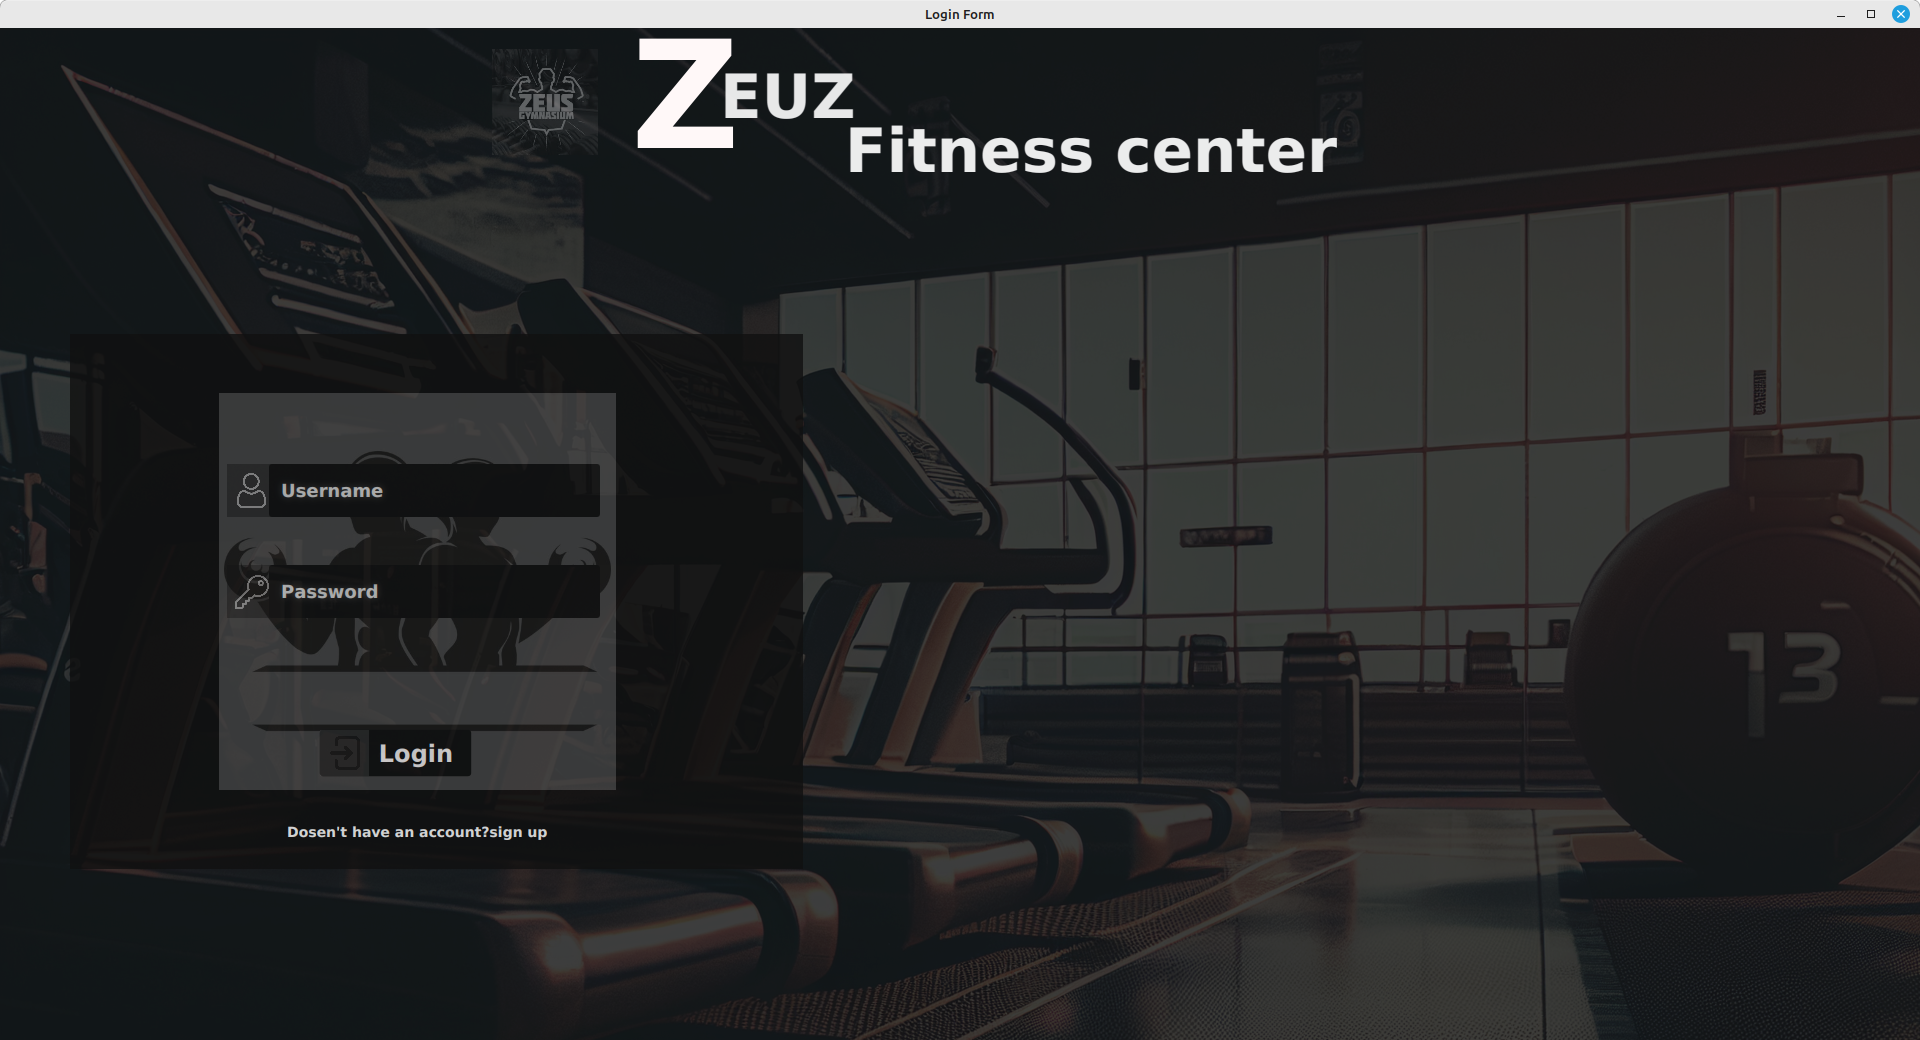 Login Form
ZEUS
GYMNASIUM
ZEUZ
Fitness center
Username
Password
13
Login
Dosen't have an account?sign up